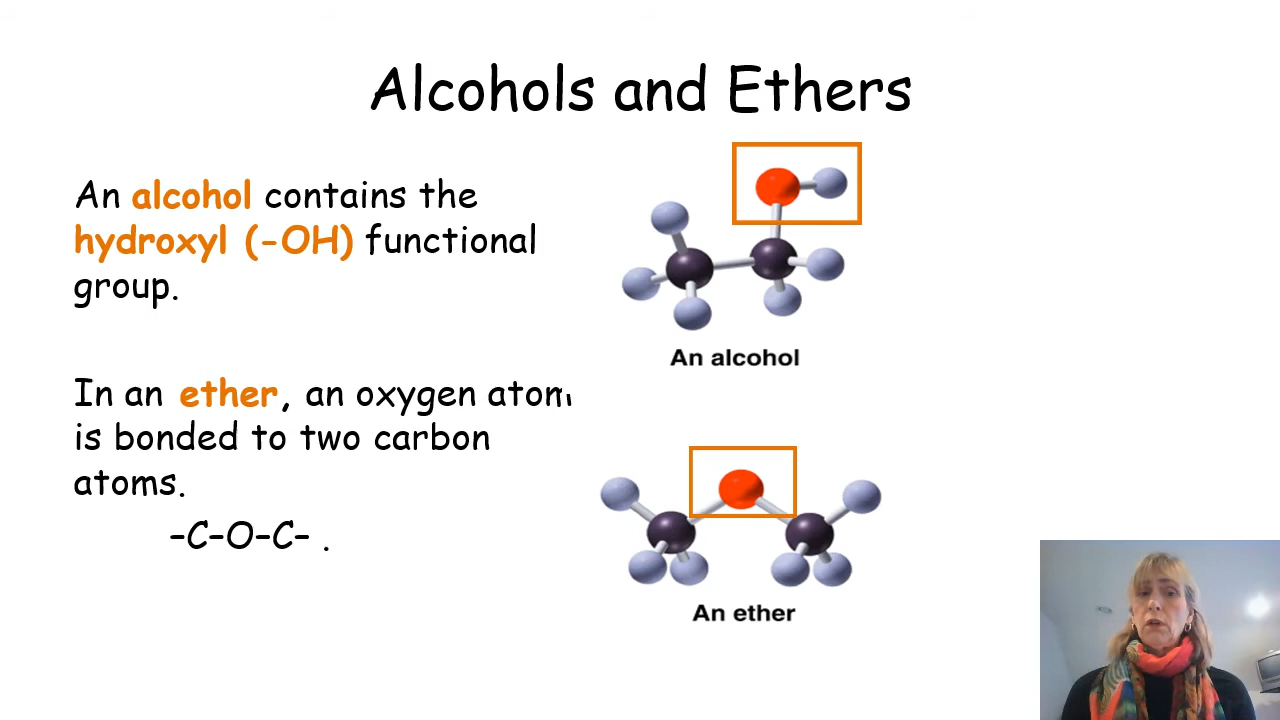 Alcohols and Ethers
An alcohol contains the
hydroxyl (-OH) functional
group.
An alcohol
In an ether, an oxygen atom
is bonded to two carbon
atoms.
–C–O–C– .
An ether